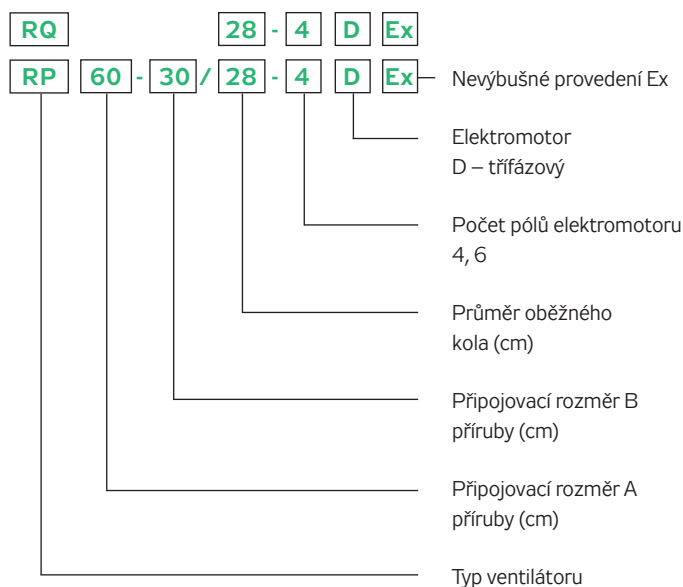 RQ 28 - 4 D Ex
RP 60 - 30 / 28 - 4 D Ex
Nevýbušné provedení Ex
Elektromotor
D – třífázový
Počet pólů elektromotoru
4, 6
Průměr oběžného
kola (cm)
Připojovací rozměr B
příruby (cm)
Připojovací rozměr A
příruby (cm)
Typ ventilátoru